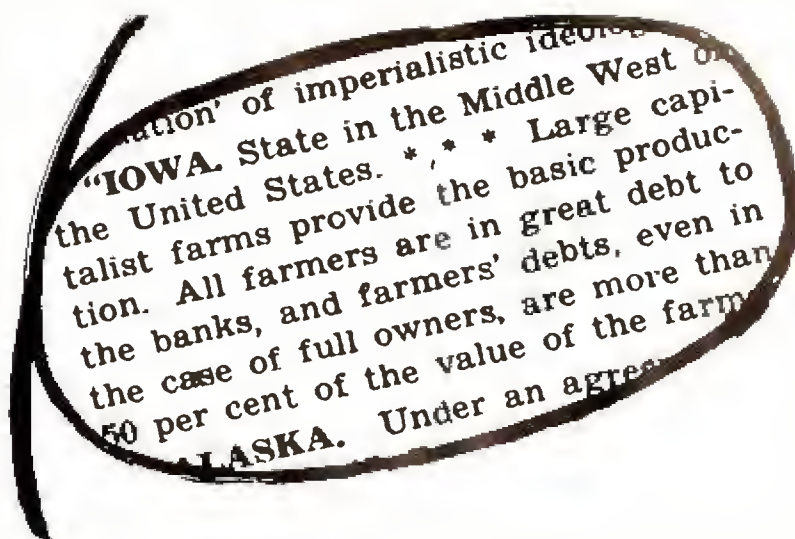 of imperialistic
"IOWA. State in the Middle West of
the United States. * * * Large capi-
talist farms provide the basic produc-
tion. All farmers are in great debt to
the banks, and farmers' debts, even in
the case of full owners, are more than
50 per cent of the value of the farm
ALASKA. Under an